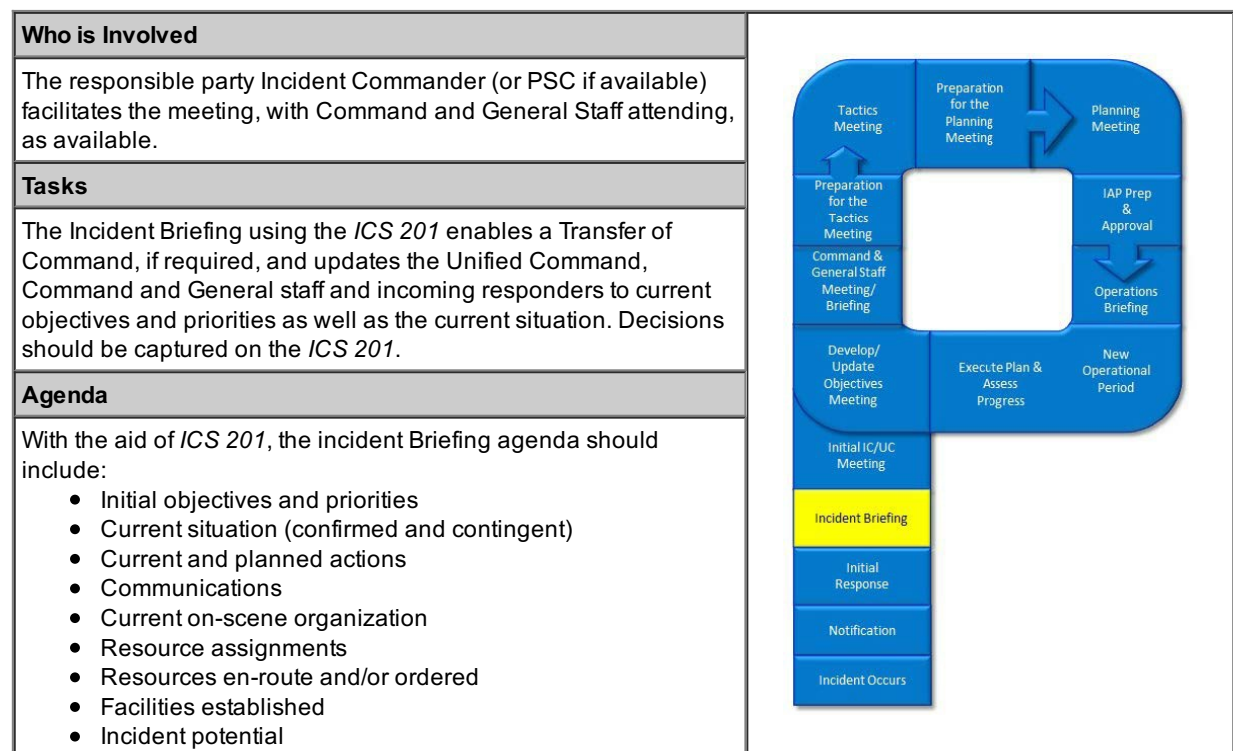 Who is Involved
The responsible party Incident Commander (or PSC if available)
facilitates the meeting, with Command and General Staff attending,
as available.
Tasks
The Incident Briefing using the ICS 201 enables a Transfer of
Command, if required, and updates the Unified Command,
Command and General staff and incoming responders to current
objectives and priorities as well as the current situation. Decisions
should be captured on the ICS 201.
Agenda
With the aid of ICS 201, the incident Briefing agenda should
include:
• Initial objectives and priorities
• Current situation (confirmed and contingent)
• Current and planned actions
• Communications
• Current on-scene organization
• Resource assignments
• Resources en-route and/or ordered
• Facilities established
• Incident potential
Tactics
Meeting
Preparation
for the
Planning
Meeting
Planning
Meeting
Preparation
for the
Tactics
Meeting
IAP Prep
&
Approval
Command &
General Staff
Meeting/
Briefing
Operations
Briefing
Develop/
Update
Objectives
Meeting
Execute Plan &
Assess
Progress
New
Operational
Period
Initial IC/UC
Meeting
Incident Briefing
Initial
Response
Notification
Incident Occurs